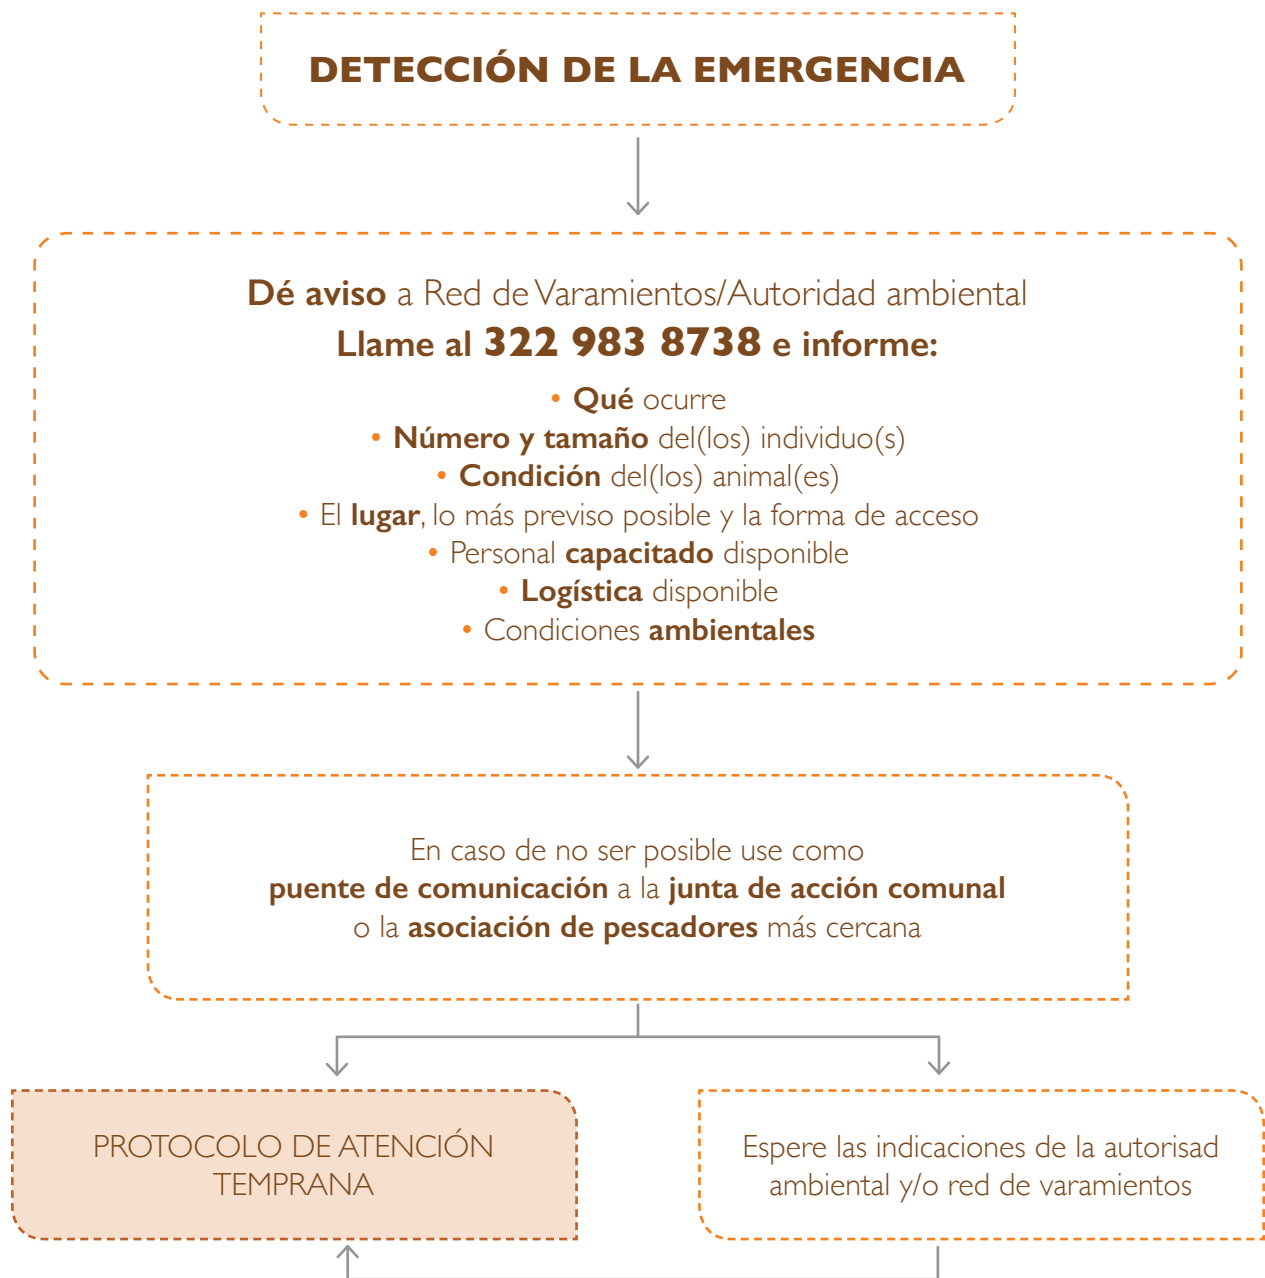 DETECCIÓN DE LA EMERGENCIA
Dé aviso a Red de Varamientos/Autoridad ambiental
Llame al 322 983 8738 e informe:
• Qué ocurre
• Número y tamaño del(los) individuo(s)
• Condición del(los) animal(es)
• El lugar, lo más previso posible y la forma de acceso
• Personal capacitado disponible
• Logística disponible
• Condiciones ambientales
En caso de no ser posible use como
puente de comunicación a la junta de acción comunal
o la asociación de pescadores más cercana
PROTOCOLO DE ATENCIÓN
TEMPRANA
Espere las indicaciones de la autorisad
ambiental y/o red de varamientos